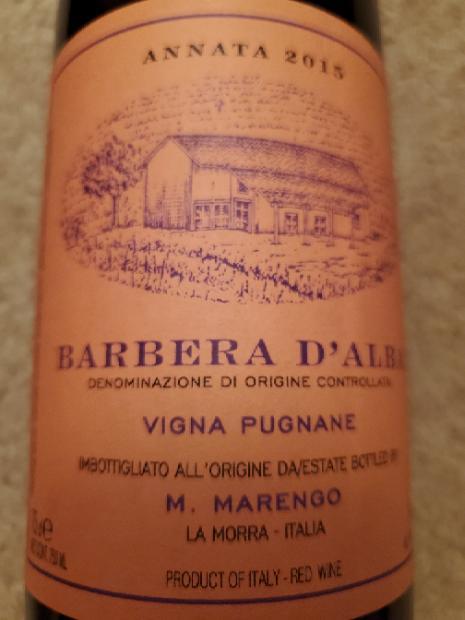 ANNATA 2015
BARBERA D'ALBA
DENOMINAZIONE DI ORIGINE CONTROLLATA
VIGNA PUGNANE
IMBOTTIGLIATO ALL'ORIGINE DA/ESTATE BOTTLED BY
M. MARENGO
LA MORRA - ITALIA
PRODUCT OF ITALY - RED WINE